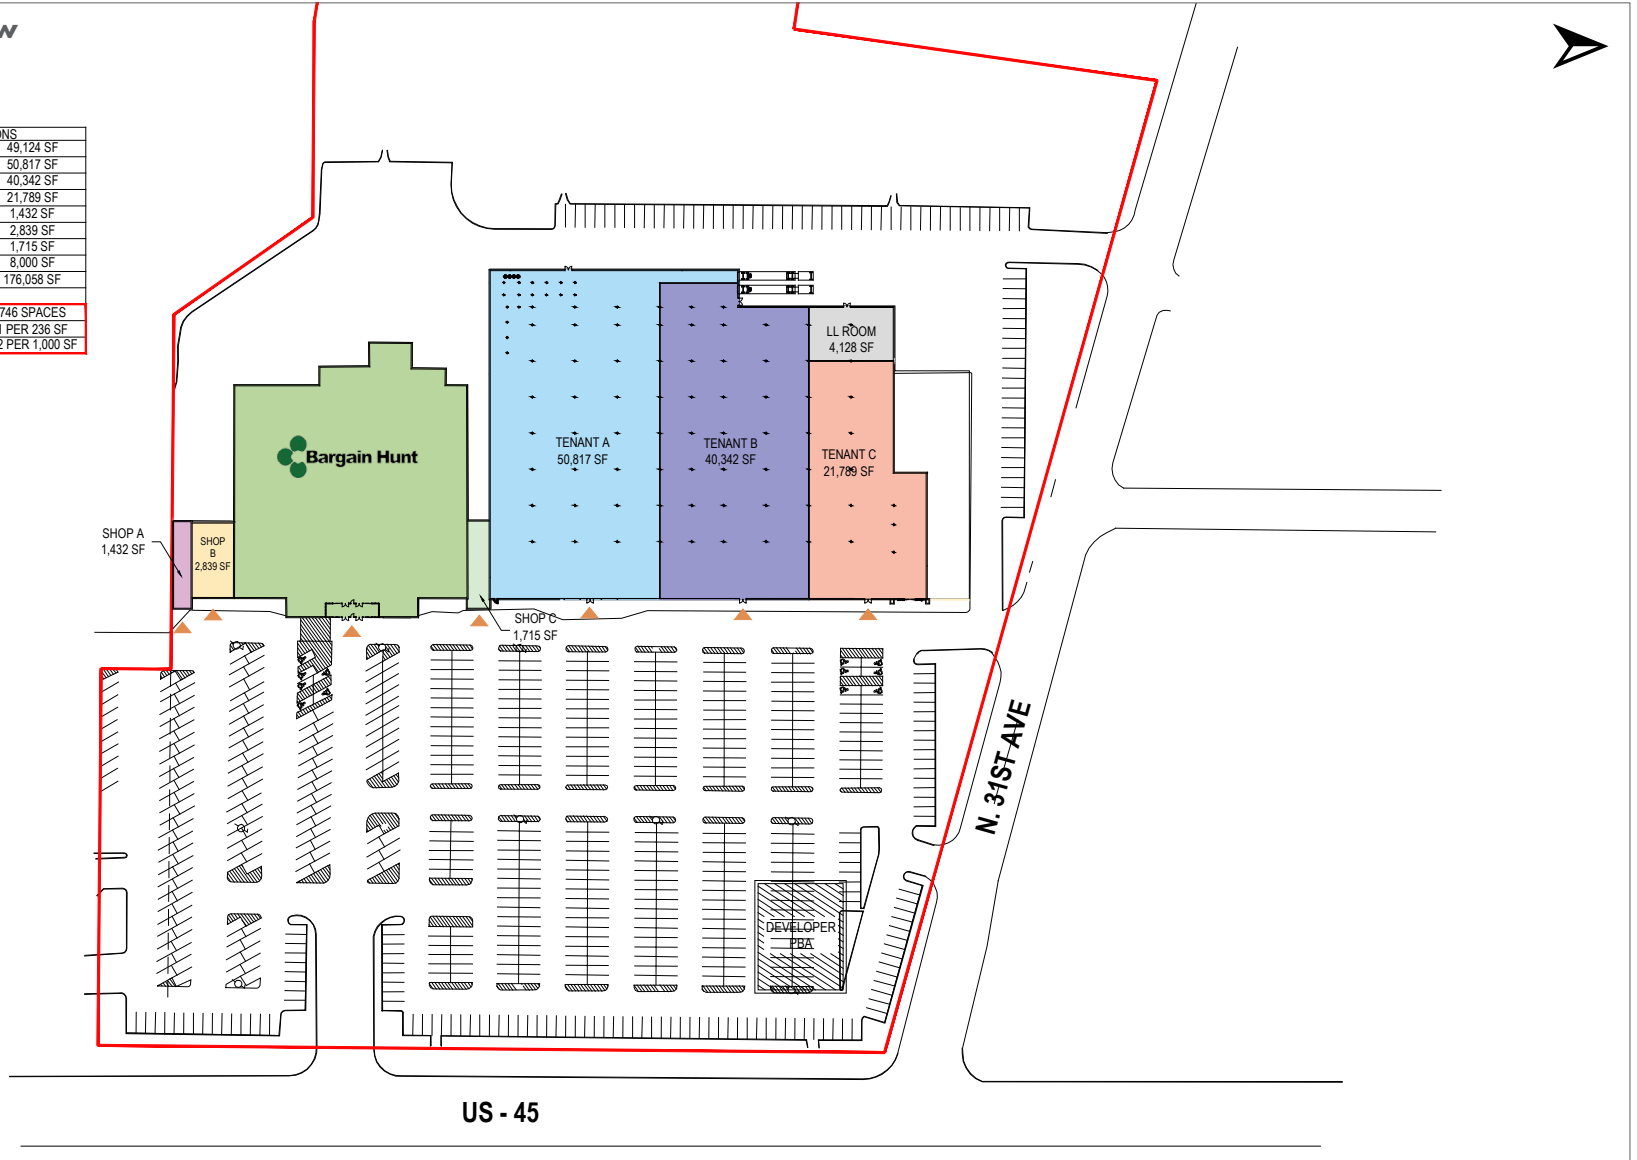 49,124 SF
50,817 SF
40,342 SF
21,789 SF
1,432 SF
2,839 SF
1,715 SF
8,000 SF
176,058 SF
746 SPACES
PER 236 SF
PER 1,000 SF
LL ROOM
4,128 SF
Bargain Hunt
TENANT A
50,817 SF
TENANT B
40,342 SF
TENANT C
21,789 SF
SHOP A
1,432 SF
SHOP
B
2,839 SF
SHOP C
1,715 SF
N. 31ST AVE
DEVELOPER
PBA
US - 45